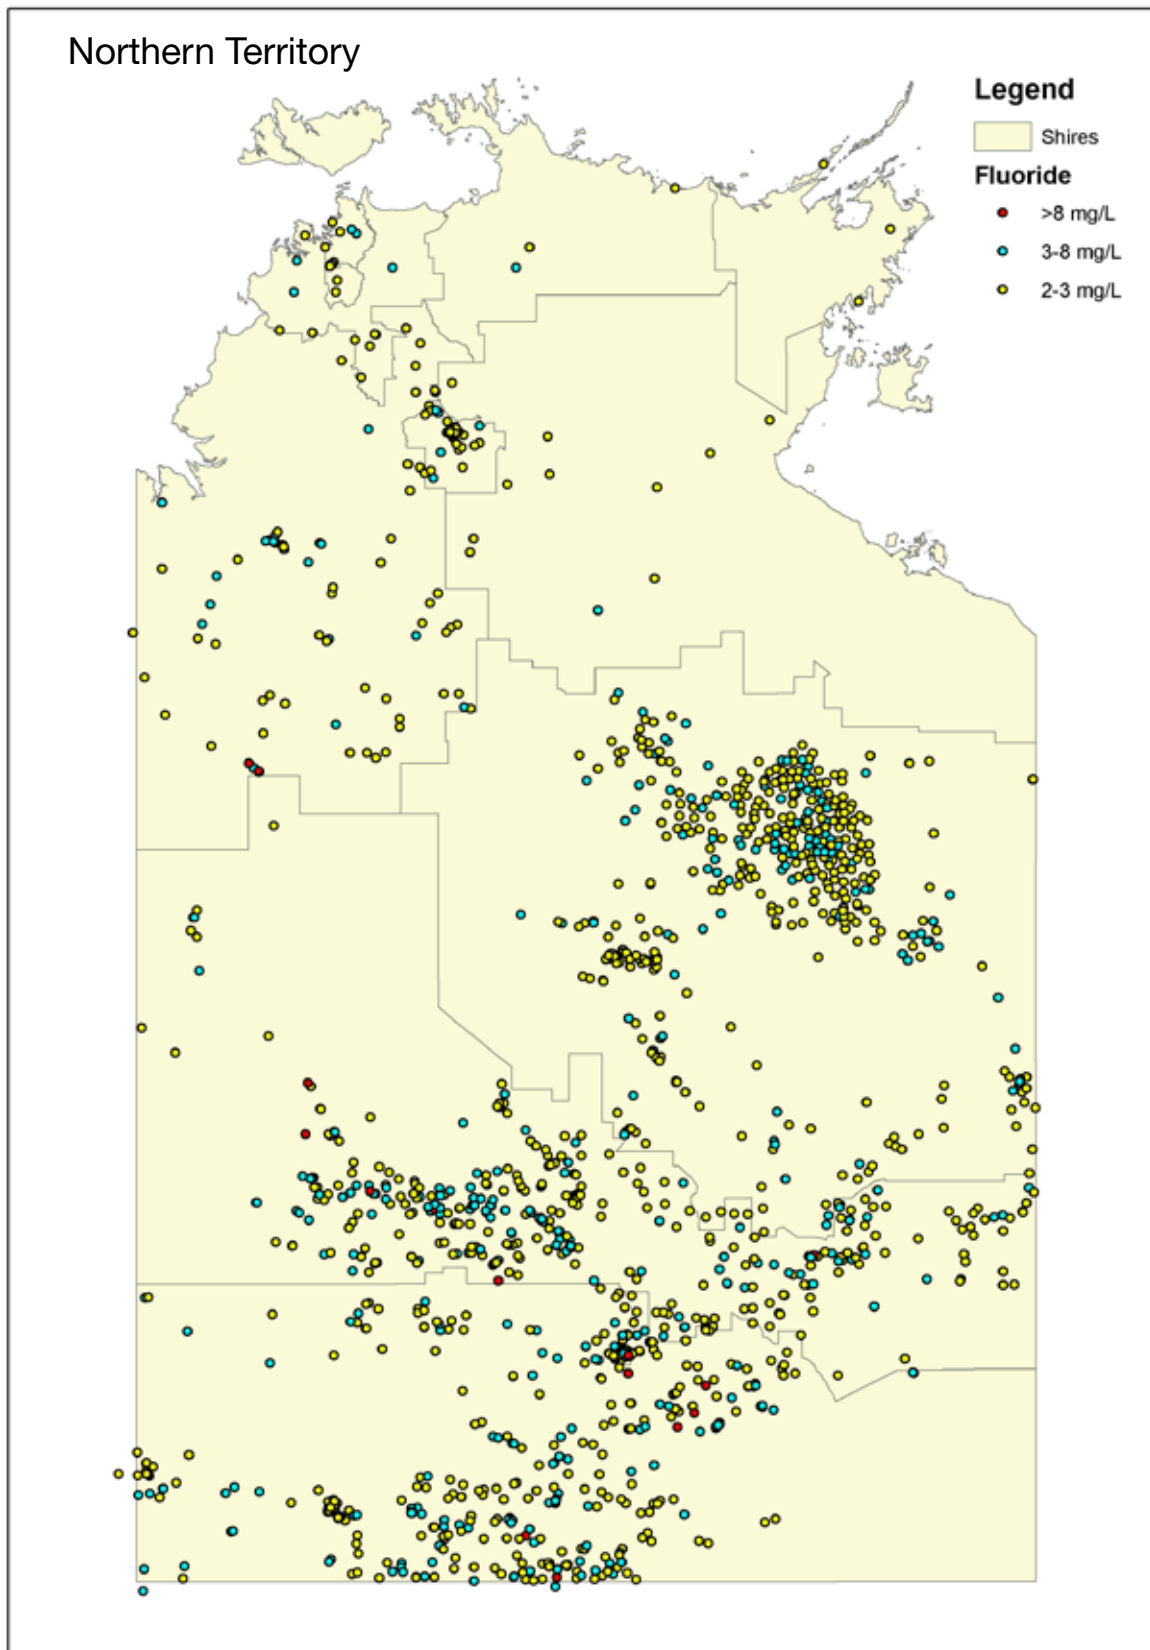 Northern Territory
Legend
Shires
Fluoride
>8 mg/L
3-8 mg/L
2-3 mg/L